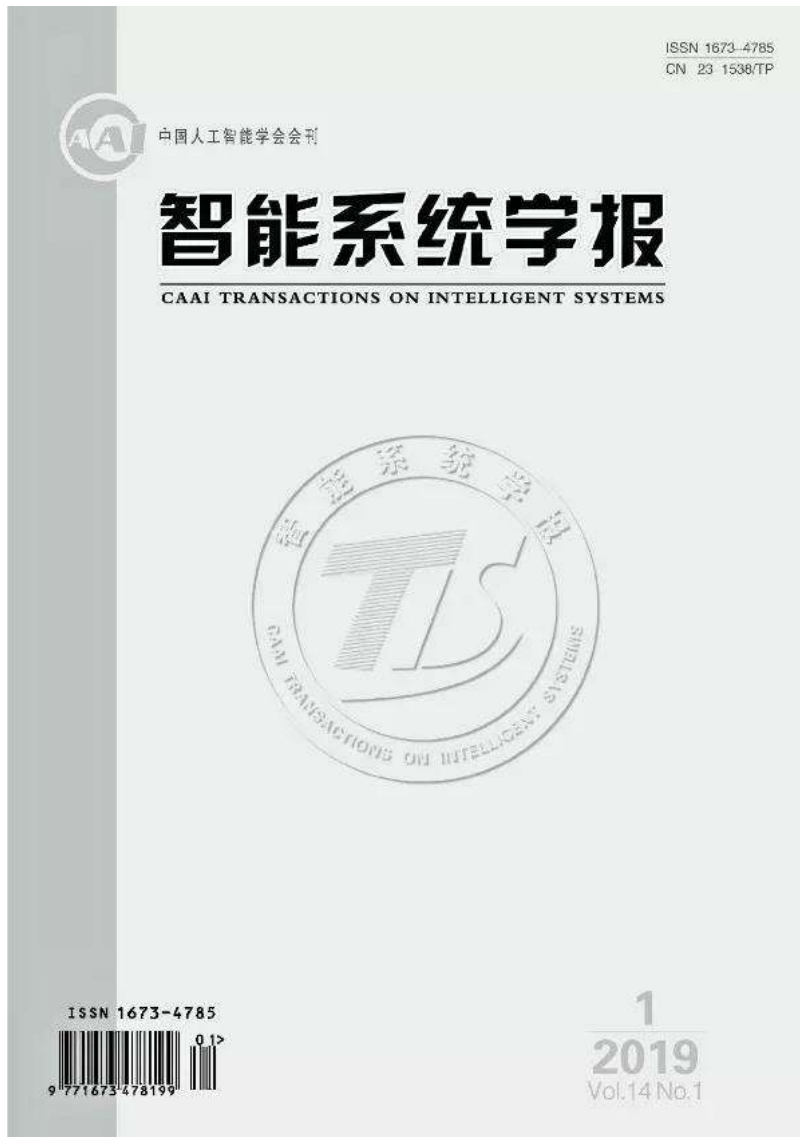 ISSN 1673-4785
CN 23 1538/TP
AAI
中国人工智能学会会刊
智能系统学报
CAAI TRANSACTIONS ON INTELLIGENT SYSTEMS
智能系统学报
TIS
CAAI TRANSACTIONS ON INTELLIGENT SYSTEMS
ISSN 1673-4785
01>
9 771673 478199
1
2019
Vol.14 No.1